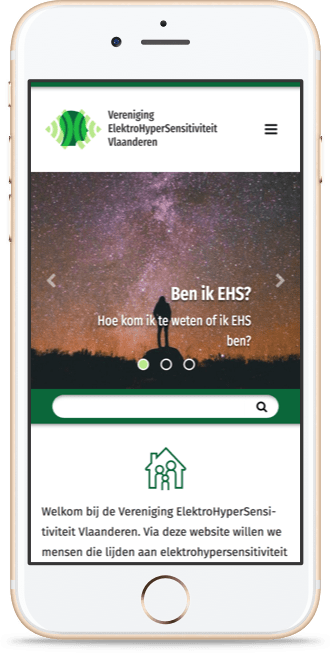 Vereniging
ElektroHyperSensitiviteit
Vlaanderen
Ben ik EHS?
Hoe kom ik te weten of ik EHS
ben?
Welkom bij de Vereniging ElektroHyperSensi-
tiviteit Vlaanderen. Via deze website willen we
mensen die lijden aan elektrohypersensitiviteit